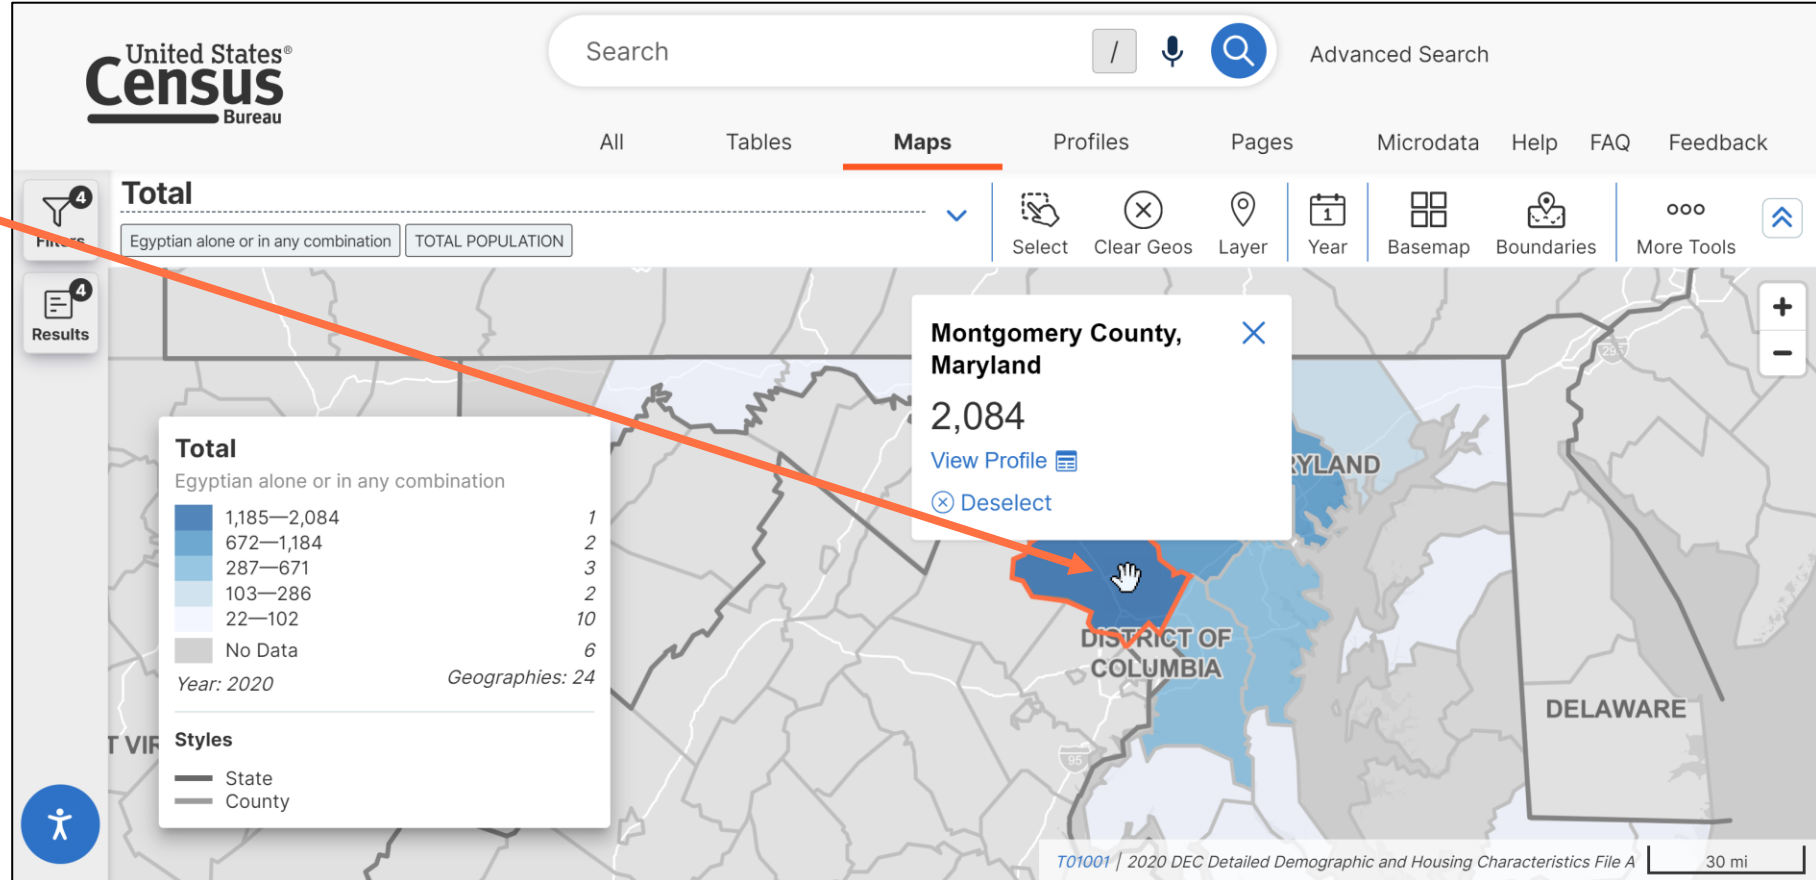 United States®
Census
Bureau
Search
/
Advanced Search
All
Tables
Maps
Profiles
Pages
Microdata
Help
FAQ
Feedback
4
Filters
4
Results
Total
Egyptian alone or in any combination
TOTAL POPULATION
Select
Clear Geos
Layer
1
Year
Basemap
Boundaries
More Tools
Montgomery County,
Maryland
2,084
View Profile
Deselect
Total
Egyptian alone or in any combination
1,185—2,084 1
672—1,184 2
287—671 3
103—286 2
22—102 10
No Data 6
Year: 2020 Geographies: 24
Styles
State
County
T VIR
RYLAND
DISTRICT OF
COLUMBIA
DELAWARE
95
295
+
−
T01001 | 2020 DEC Detailed Demographic and Housing Characteristics File A
30 mi